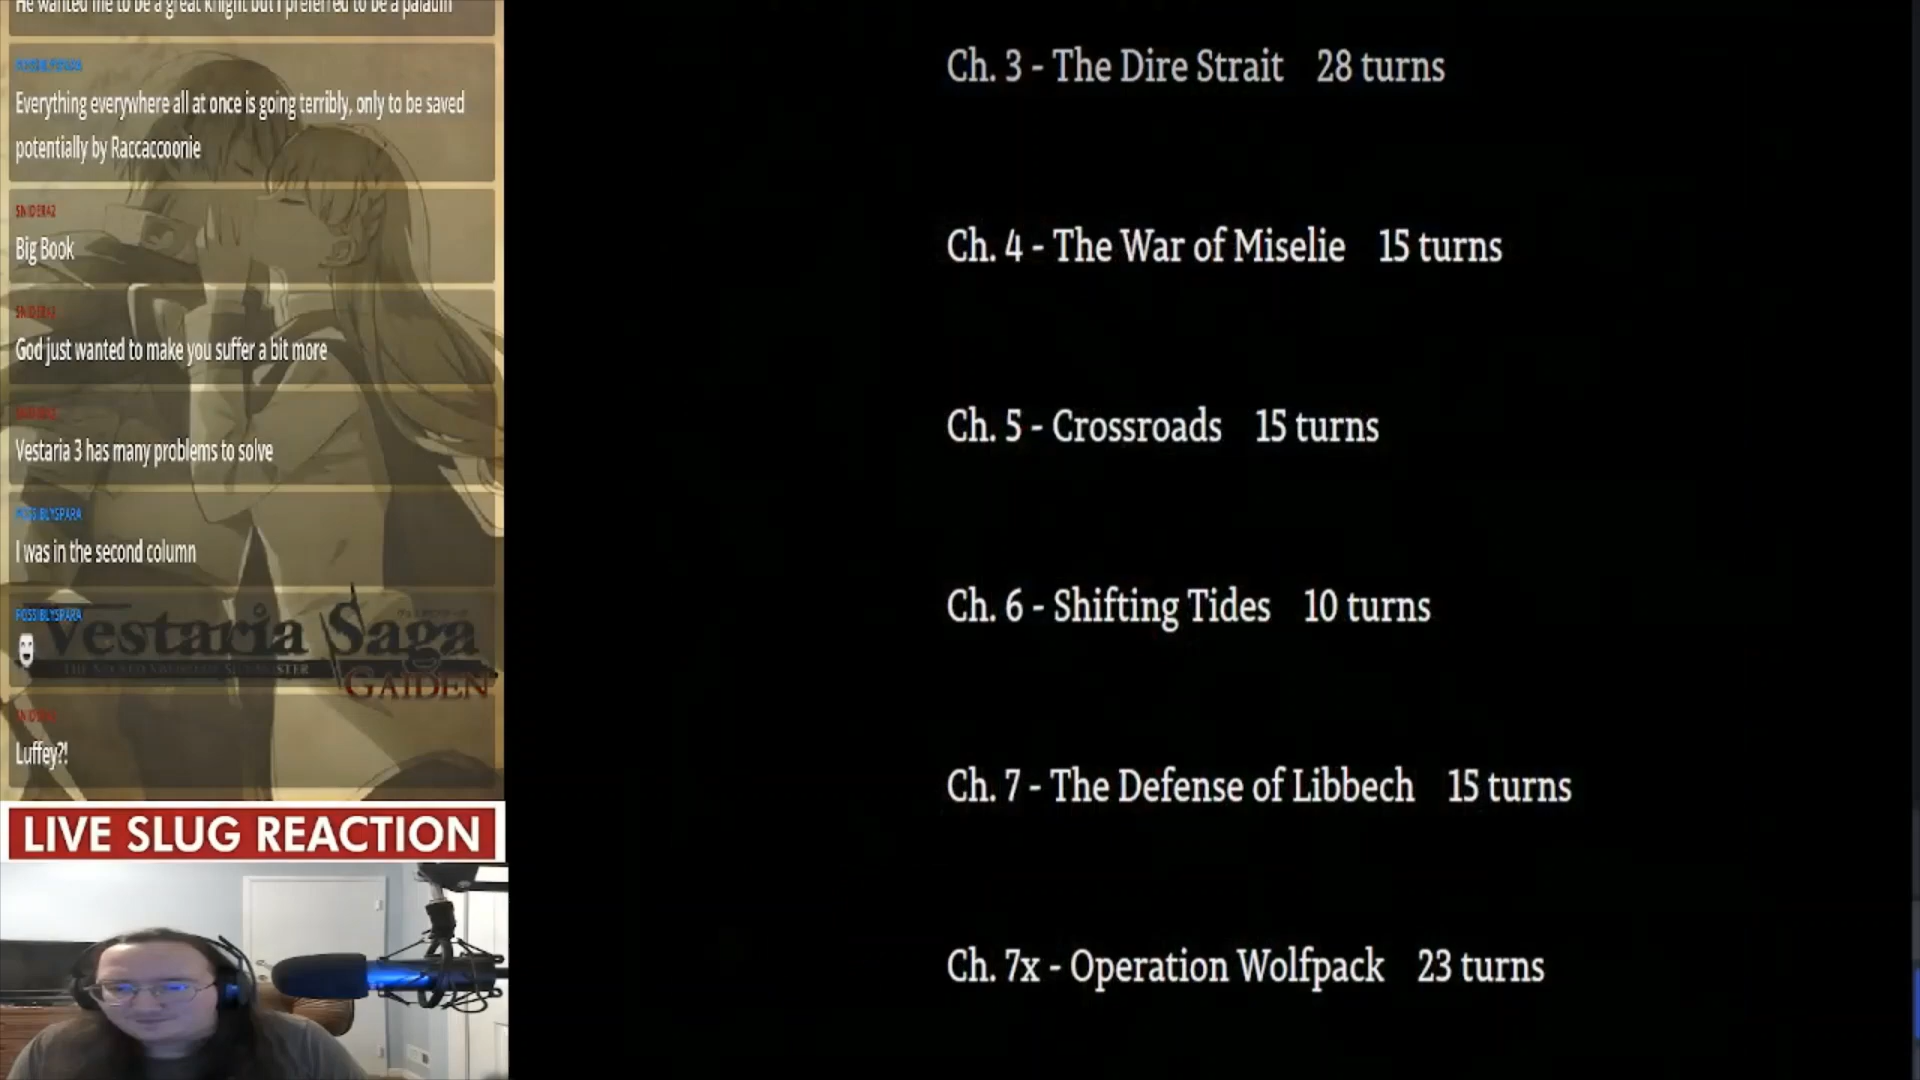 He wanted me to be a great knight but I preferred to be a paladin
Everything everywhere all at once is going terribly, only to be saved
potentially by Raccaccoonie
SNIDER42
Big Book
God just wanted to make you suffer a bit more
Vestaria 3 has many problems to solve
POSSIBLYSPARA
I was in the second column
POSSIBLYSPARA
Vestaria Saga
GAIDEN
Luffey?!
LIVE SLUG REACTION
Ch. 3 - The Dire Strait 28 turns
Ch. 4 - The War of Miselie 15 turns
Ch. 5 - Crossroads 15 turns
Ch. 6 - Shifting Tides 10 turns
Ch. 7 - The Defense of Libbech 15 turns
Ch. 7x - Operation Wolfpack 23 turns